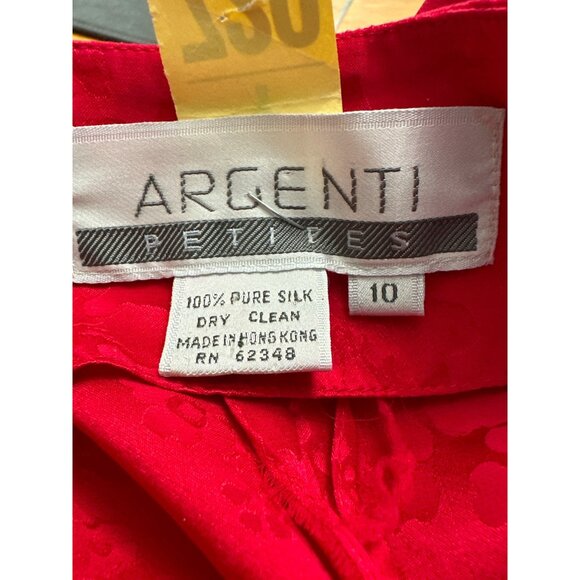 ARGENTI
PETITES
100% PURE SILK
DRY CLEAN
MADE IN HONG KONG
RN 62348
10